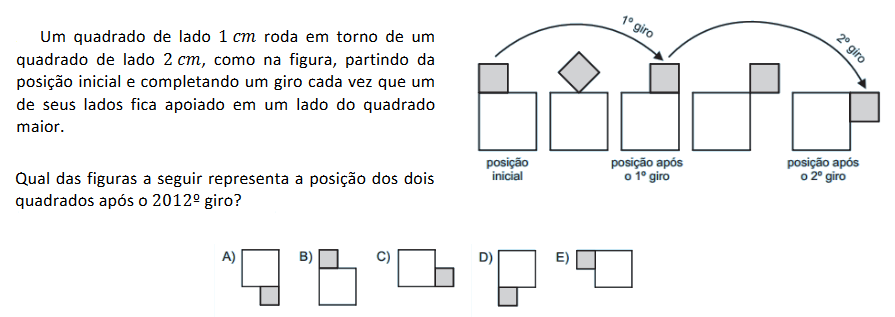 Um quadrado de lado 1 cm roda em torno de um
quadrado de lado 2 cm, como na figura, partindo da
posição inicial e completando um giro cada vez que um
de seus lados fica apoiado em um lado do quadrado
maior.
Qual das figuras a seguir representa a posição dos dois
quadrados após o 2012º giro?
1º giro
2º giro
posição
inicial
posição após
o 1º giro
posição após
o 2º giro
A)
B)
C)
D)
E)